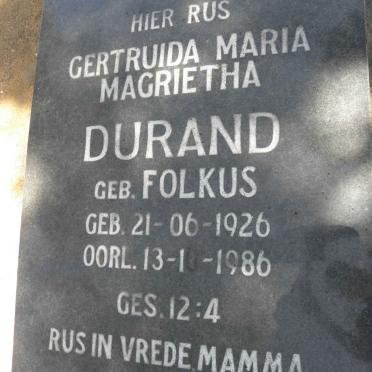 HIER RUS
GERTRUIDA MARIA
MAGRIETHA
DURAND
GEB. FOLKUS
GEB. 21-06-1926
OORL. -1986
GES. 12:4
RUS IN VREDE, MAMMA